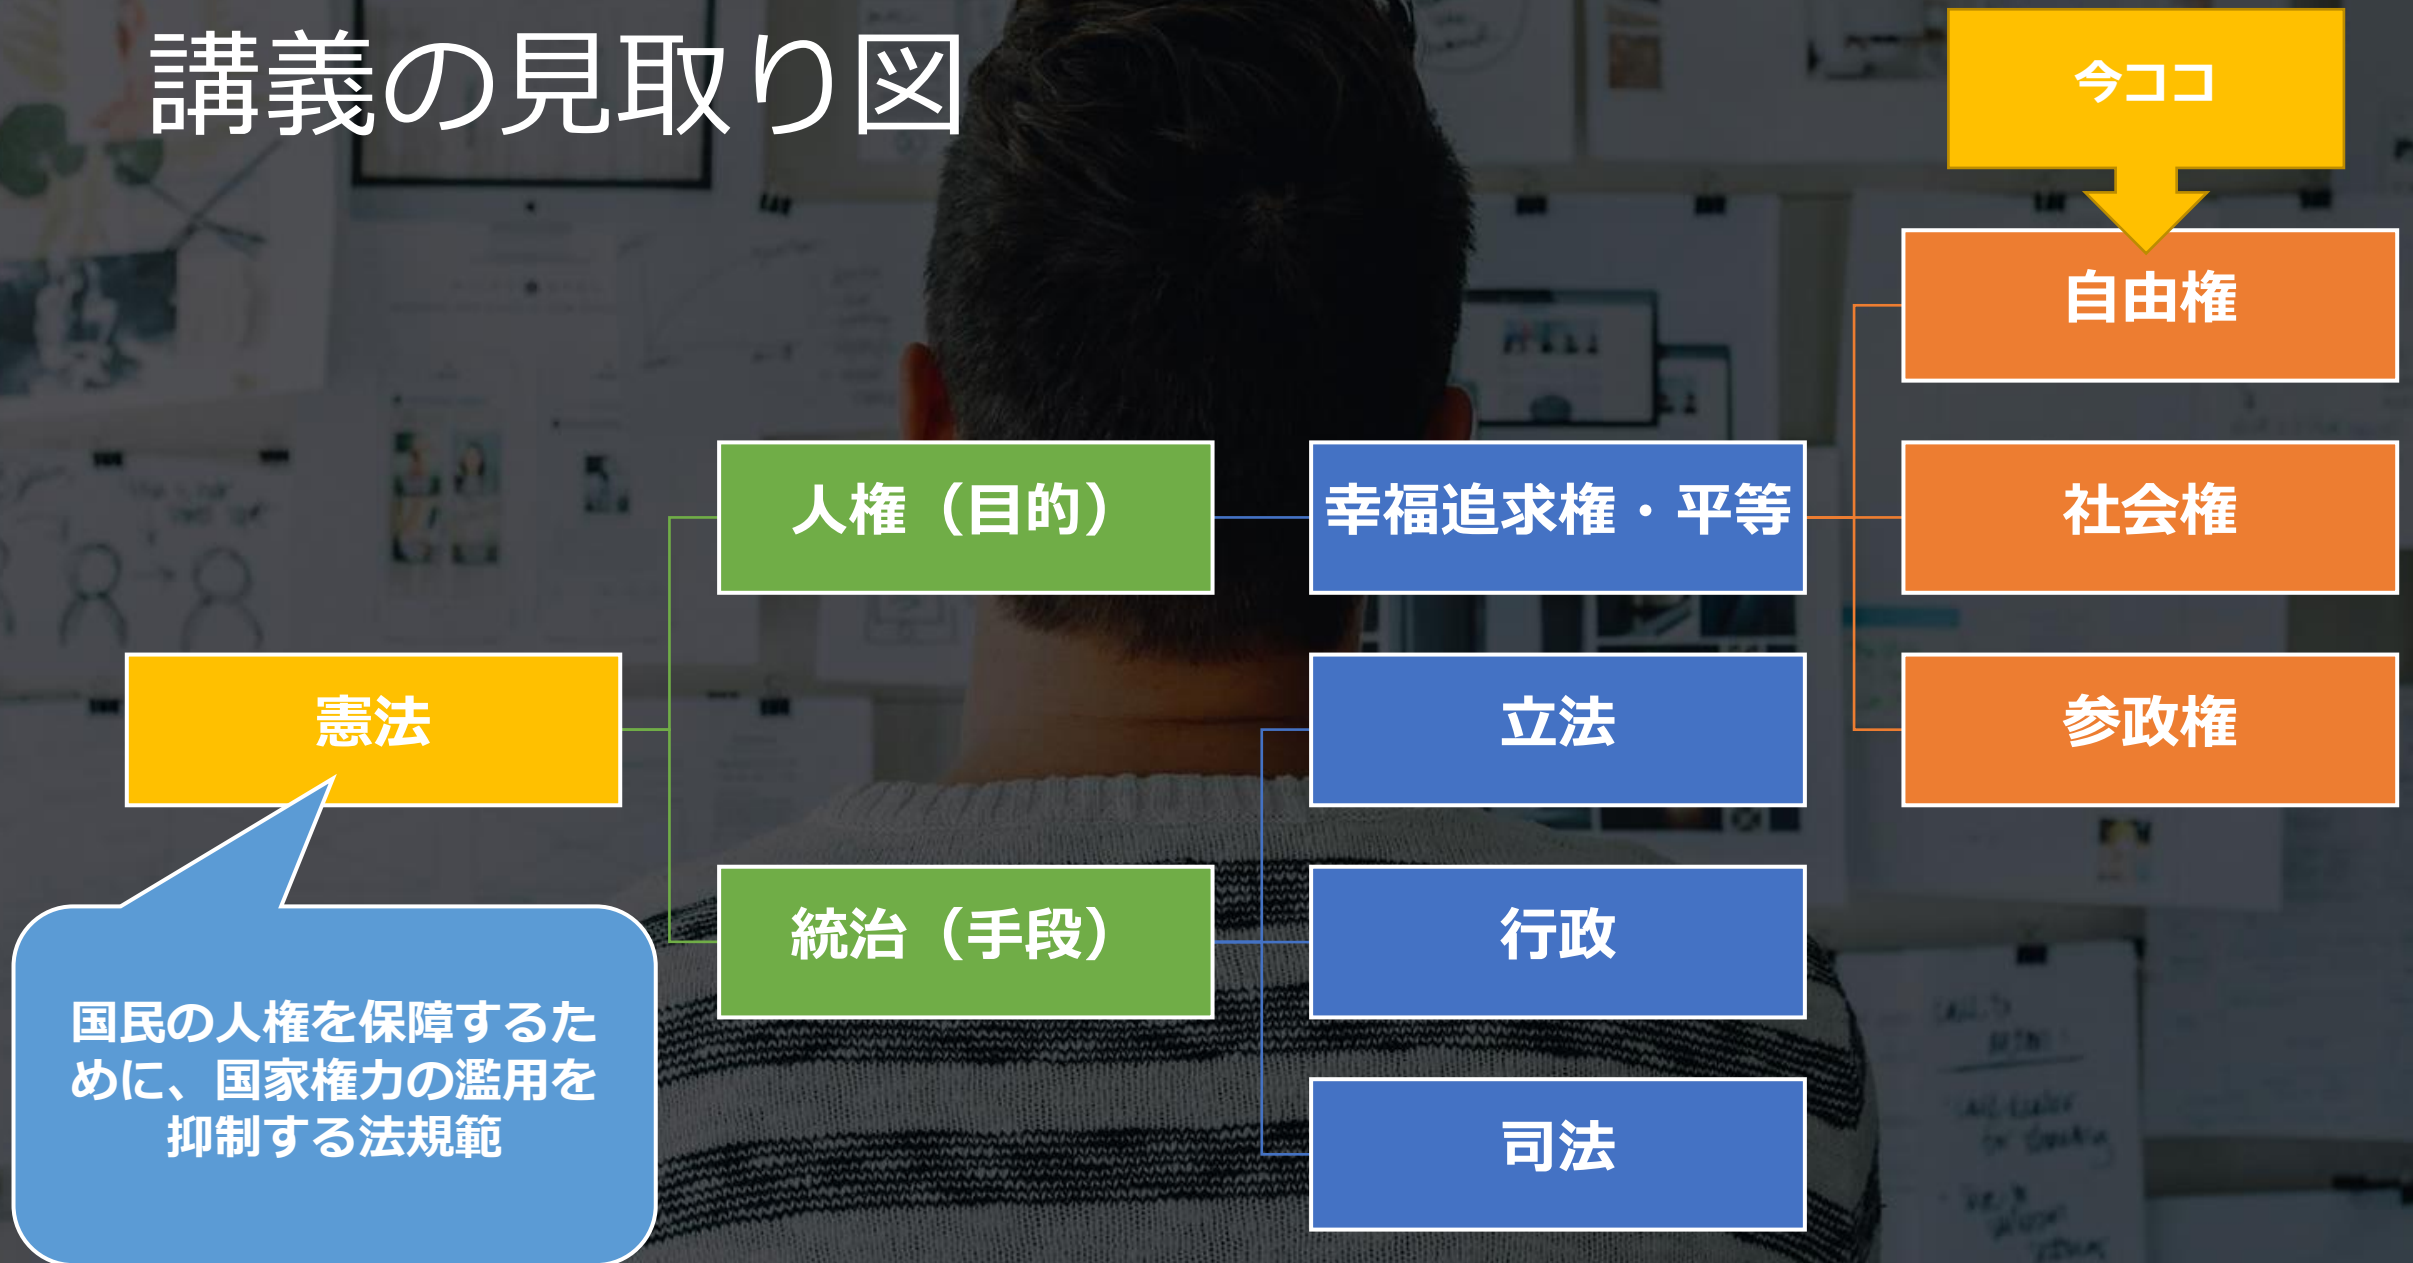 講義の見取り図
今ココ
自由権
人権（目的）
幸福追求権・平等
社会権
憲法
立法
参政権
統治（手段）
行政
国民の人権を保障するた
めに、国家権力の濫用を
抑制する法規範
司法